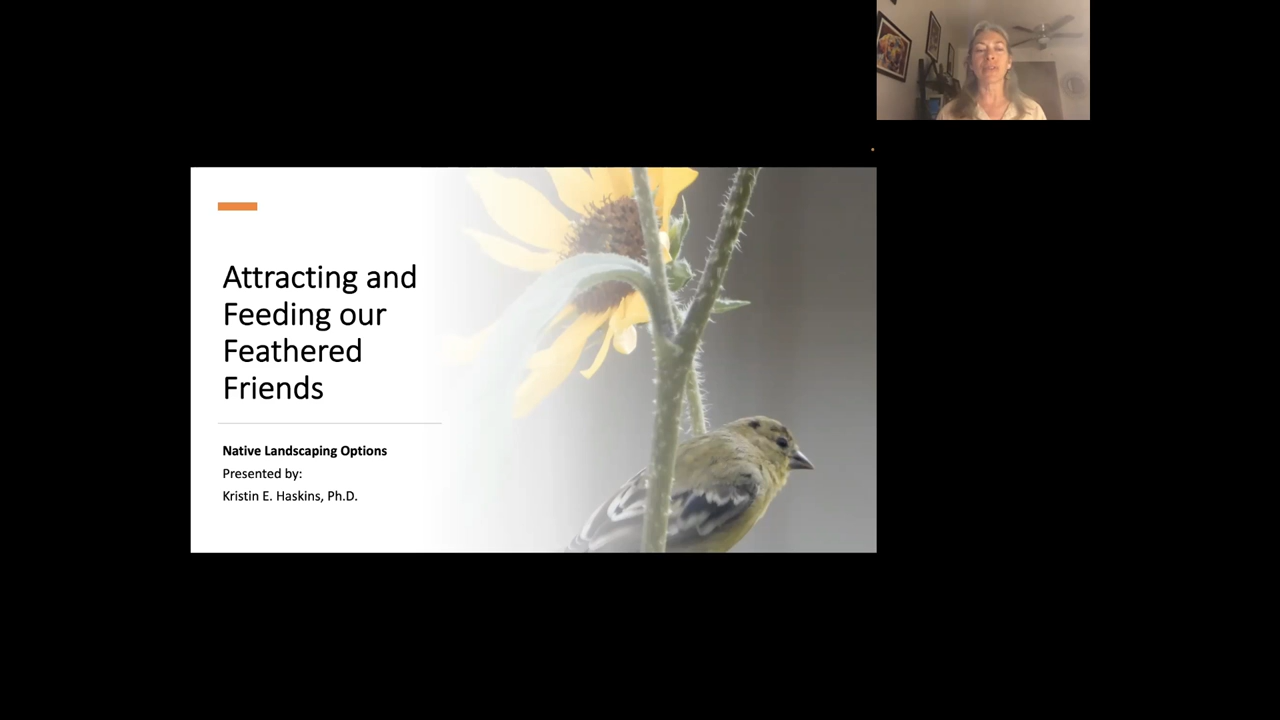 Attracting and
Feeding our
Feathered
Friends
Native Landscaping Options
Presented by:
Kristin E. Haskins, Ph.D.